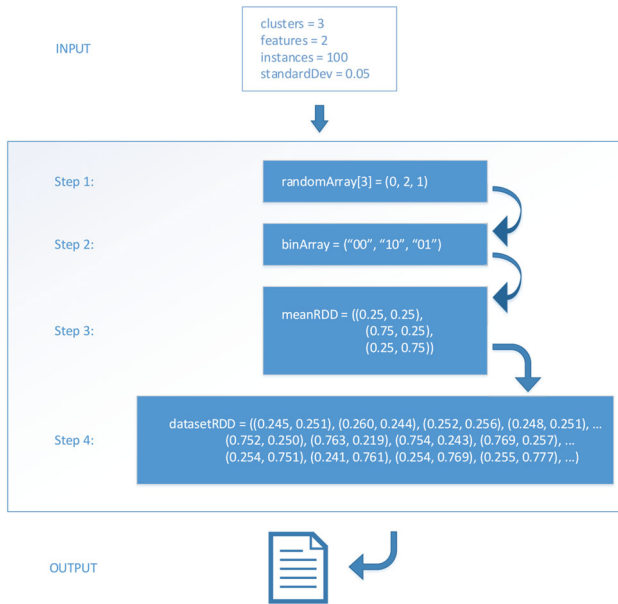 INPUT
clusters = 3
features = 2
instances = 100
standardDev = 0.05
Step 1:
randomArray[3] = (0, 2, 1)
Step 2:
binArray = (“00”, “10”, “01”)
Step 3:
meanRDD = ((0.25, 0.25),
(0.75, 0.25),
(0.25, 0.75))
Step 4:
datasetRDD = ((0.245, 0.251), (0.260, 0.244), (0.252, 0.256), (0.248, 0.251), ...
(0.752, 0.250), (0.763, 0.219), (0.754, 0.243), (0.769, 0.257), ...
(0.254, 0.751), (0.241, 0.761), (0.254, 0.769), (0.255, 0.777), ...)
OUTPUT